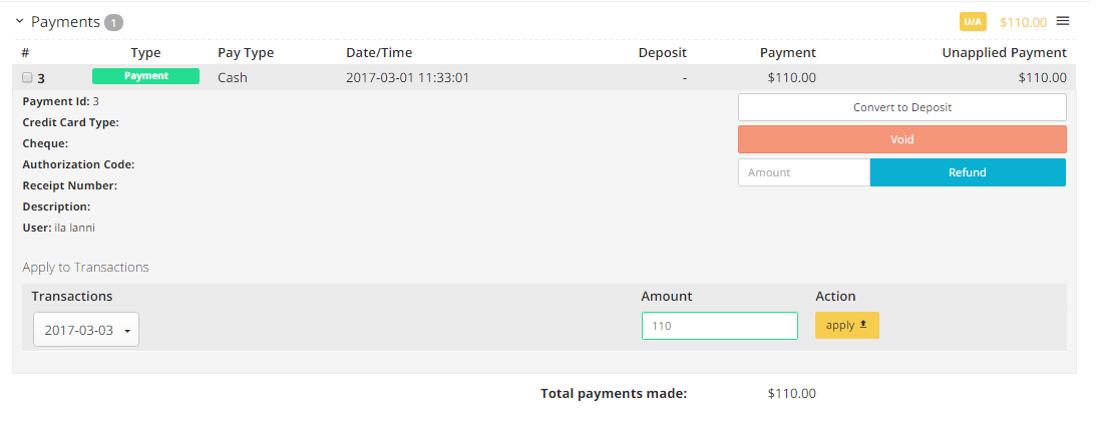 Payments 1 U/A $110.00
# Type Pay Type Date/Time Deposit Payment Unapplied Payment
3 Payment Cash 2017-03-01 11:33:01 - $110.00 $110.00
Payment Id: 3
Convert to Deposit
Credit Card Type:
Cheque:
Void
Authorization Code:
Amount Refund
Receipt Number:
Description:
User: ila lanni
Apply to Transactions
Transactions Amount Action
2017-03-03 110 apply
Total payments made: $110.00